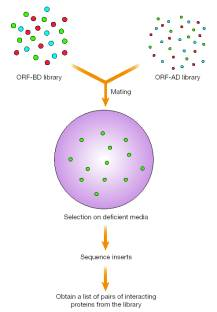 ORF-BD library
ORF-AD library
Mating
Selection on deficient media
Sequence inserts
Obtain a list of pairs of interacting
proteins from the library